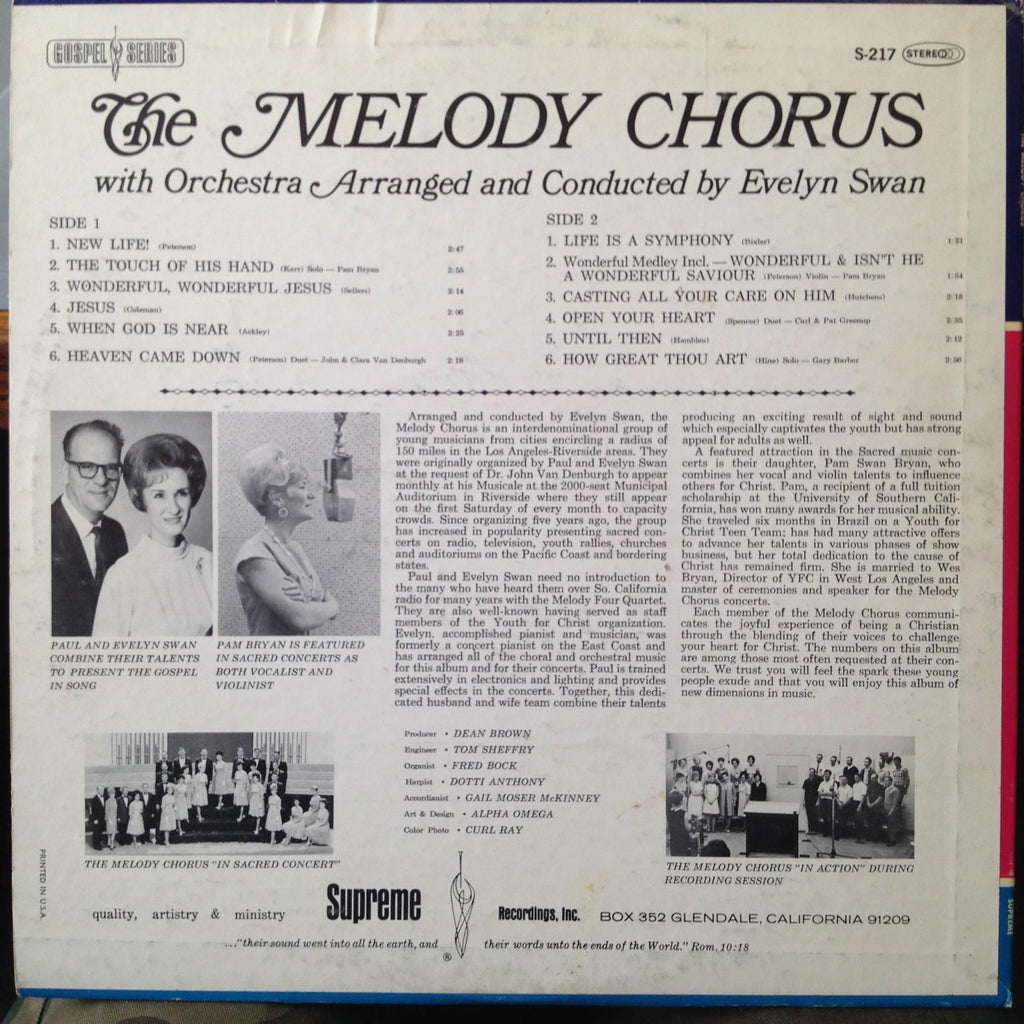 GOSPEL SERIES
S-217 STEREO
The MELODY CHORUS
with Orchestra Arranged and Conducted by Evelyn Swan
SIDE 1
1. NEW LIFE! (Peterson) 2:47
2. THE TOUCH OF HIS HAND (Kerr) Solo — Pam Bryan 2:55
3. WONDERFUL, WONDERFUL JESUS (Sellers) 2:14
4. JESUS (Coleman) 2:06
5. WHEN GOD IS NEAR (Ackley) 2:25
6. HEAVEN CAME DOWN (Peterson) Duet — John & Clara Van Denburgh 2:18
SIDE 2
1. LIFE IS A SYMPHONY (Bixler) 1:21
2. Wonderful Medley Incl. — WONDERFUL & ISN'T HE
A WONDERFUL SAVIOUR (Peterson) Violin — Pam Bryan 1:54
3. CASTING ALL YOUR CARE ON HIM (Hutchens) 2:18
4. OPEN YOUR HEART (Spencer) Duet — Carl & Pat Greenup 2:35
5. UNTIL THEN (Hamblen) 2:12
6. HOW GREAT THOU ART (Hine) Solo — Gary Barber 2:56
PAUL AND EVELYN SWAN
COMBINE THEIR TALENTS
TO PRESENT THE GOSPEL
IN SONG
PAM BRYAN IS FEATURED
IN SACRED CONCERTS AS
BOTH VOCALIST AND
VIOLINIST
Arranged and conducted by Evelyn Swan, the
Melody Chorus is an interdenominational group of
young musicians from cities encircling a radius of
150 miles in the Los Angeles-Riverside areas. They
were originally organized by Paul and Evelyn Swan
at the request of Dr. John Van Denburgh to appear
monthly at his Musicale at the 2000-seat Municipal
Auditorium in Riverside where they still appear
on the first Saturday of every month to capacity
crowds. Since organizing five years ago, the group
has increased in popularity presenting sacred con-
certs on radio, television, youth rallies, churches
and auditoriums on the Pacific Coast and bordering
states.
Paul and Evelyn Swan need no introduction to
the many who have heard them over So. California
radio for many years with the Melody Four Quartet.
They are also well-known having served as staff
members of the Youth for Christ organization.
Evelyn, accomplished pianist and musician, was
formerly a concert pianist on the East Coast and
has arranged all of the choral and orchestral music
for this album and for their concerts. Paul is trained
extensively in electronics and lighting and provides
special effects in the concerts. Together, this dedi-
cated husband and wife team combine their talents
producing an exciting result of sight and sound
which especially captivates the youth but has strong
appeal for adults as well.
A featured attraction in the Sacred music con-
certs is their daughter, Pam Swan Bryan, who
combines her vocal and violin talents to influence
others for Christ. Pam, a recipient of a full tuition
scholarship at the University of Southern Cali-
fornia, has won many awards for her musical ability.
She traveled six months in Brazil on a Youth for
Christ Teen Team; has had many attractive offers
to advance her talents in various phases of show
business, but her total dedication to the cause of
Christ has remained firm. She is married to Wes
Bryan, Director of YFC in West Los Angeles and
master of ceremonies and speaker for the Melody
Chorus concerts.
Each member of the Melody Chorus communi-
cates the joyful experience of being a Christian
through the blending of their voices to challenge
your heart for Christ. The numbers on this album
are among those most often requested at their con-
certs. We trust you will feel the spark these young
people exude and that you will enjoy this album of
new dimensions in music.
THE MELODY CHORUS "IN SACRED CONCERT"
Producer • DEAN BROWN
Engineer • TOM SHEFFRY
Organist • FRED BOCK
Harpist • DOTTI ANTHONY
Accordianist • GAIL MOSER McKINNEY
Art & Design • ALPHA OMEGA
Color Photo • CURL RAY
THE MELODY CHORUS "IN ACTION" DURING
RECORDING SESSION
PRINTED IN U.S.A.
quality, artistry & ministry Supreme Recordings, Inc. BOX 352 GLENDALE, CALIFORNIA 91209
..."their sound went into all the earth, and ® their words unto the ends of the World." Rom. 10:18
SUPREME